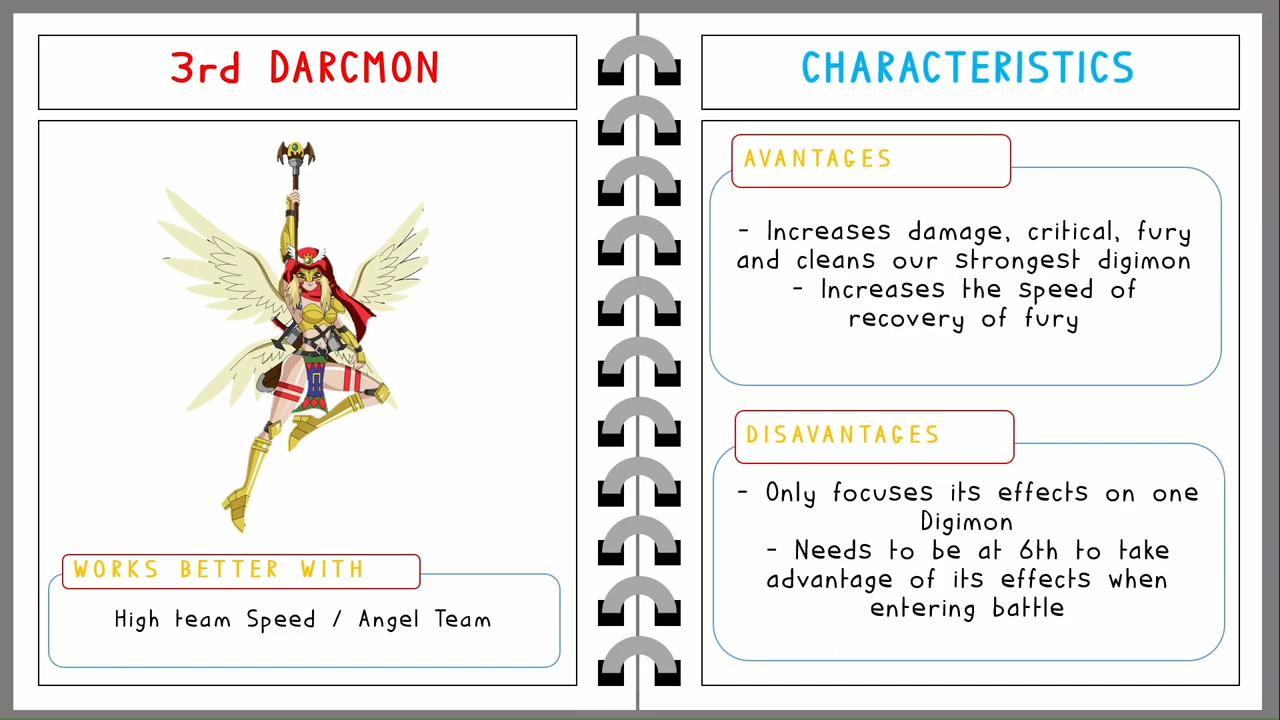 3rd DARCMON
WORKS BETTER WITH
High team Speed / Angel Team
CHARACTERISTICS
AVANTAGES
- Increases damage, critical, fury
and cleans our strongest digimon
- Increases the speed of
recovery of fury
DISAVANTAGES
- Only focuses its effects on one
Digimon
- Needs to be at 6th to take
advantage of its effects when
entering battle